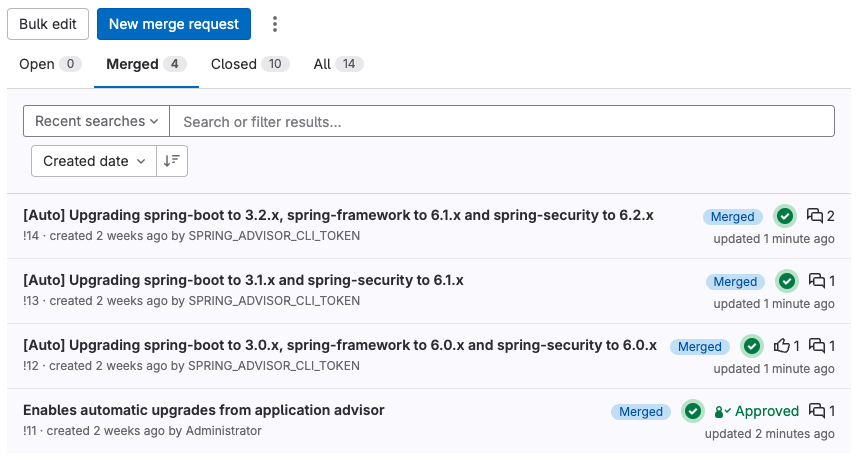 Bulk edit New merge request
Open 0 Merged 4 Closed 10 All 14
Recent searches Search or filter results...
Created date
[Auto] Upgrading spring-boot to 3.2.x, spring-framework to 6.1.x and spring-security to 6.2.x Merged 2
!14 · created 2 weeks ago by SPRING_ADVISOR_CLI_TOKEN updated 1 minute ago
[Auto] Upgrading spring-boot to 3.1.x and spring-security to 6.1.x Merged 1
!13 · created 2 weeks ago by SPRING_ADVISOR_CLI_TOKEN updated 1 minute ago
[Auto] Upgrading spring-boot to 3.0.x, spring-framework to 6.0.x and spring-security to 6.0.x Merged 1 1
!12 · created 2 weeks ago by SPRING_ADVISOR_CLI_TOKEN updated 1 minute ago
Enables automatic upgrades from application advisor Merged Approved 1
!11 · created 2 weeks ago by Administrator updated 2 minutes ago